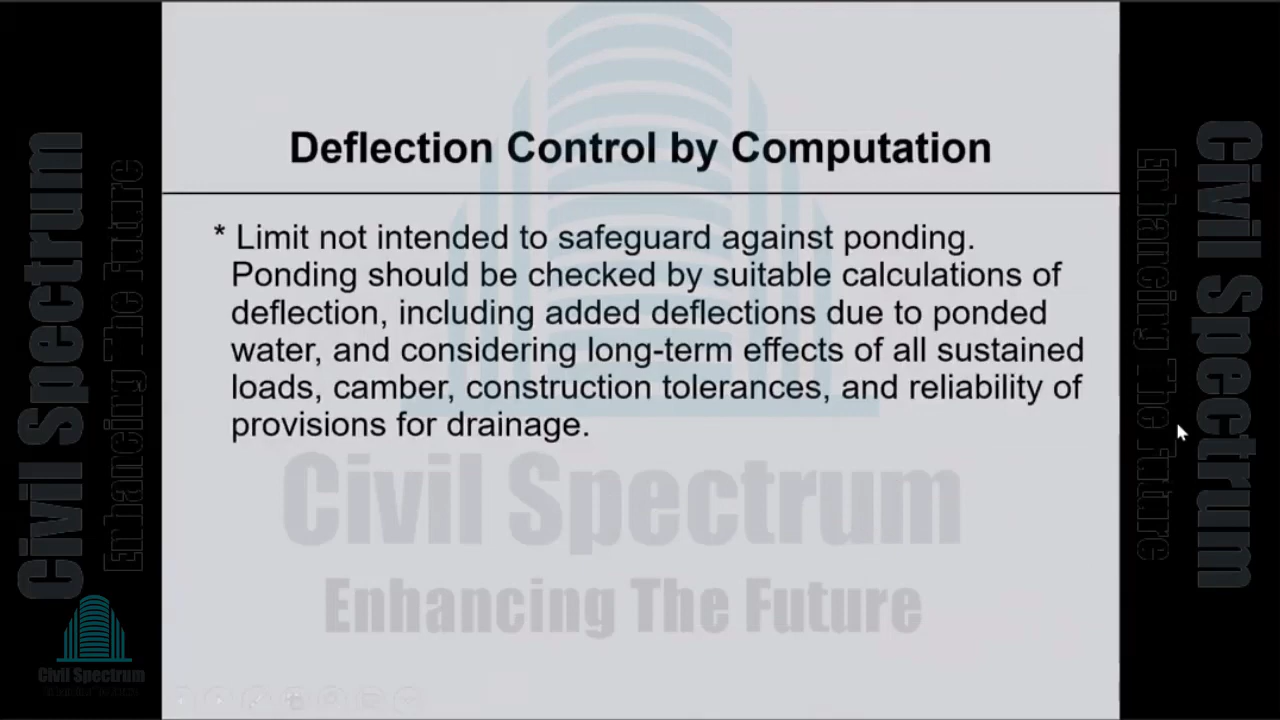 Deflection Control by Computation
* Limit not intended to safeguard against ponding.
Ponding should be checked by suitable calculations of
deflection, including added deflections due to ponded
water, and considering long-term effects of all sustained
loads, camber, construction tolerances, and reliability of
provisions for drainage.
Civil Spectrum
Enhancing The Future
Civil Spectrum
Enhancing The Future
Civil Spectrum
Civil Spectrum
Enhancing The Future